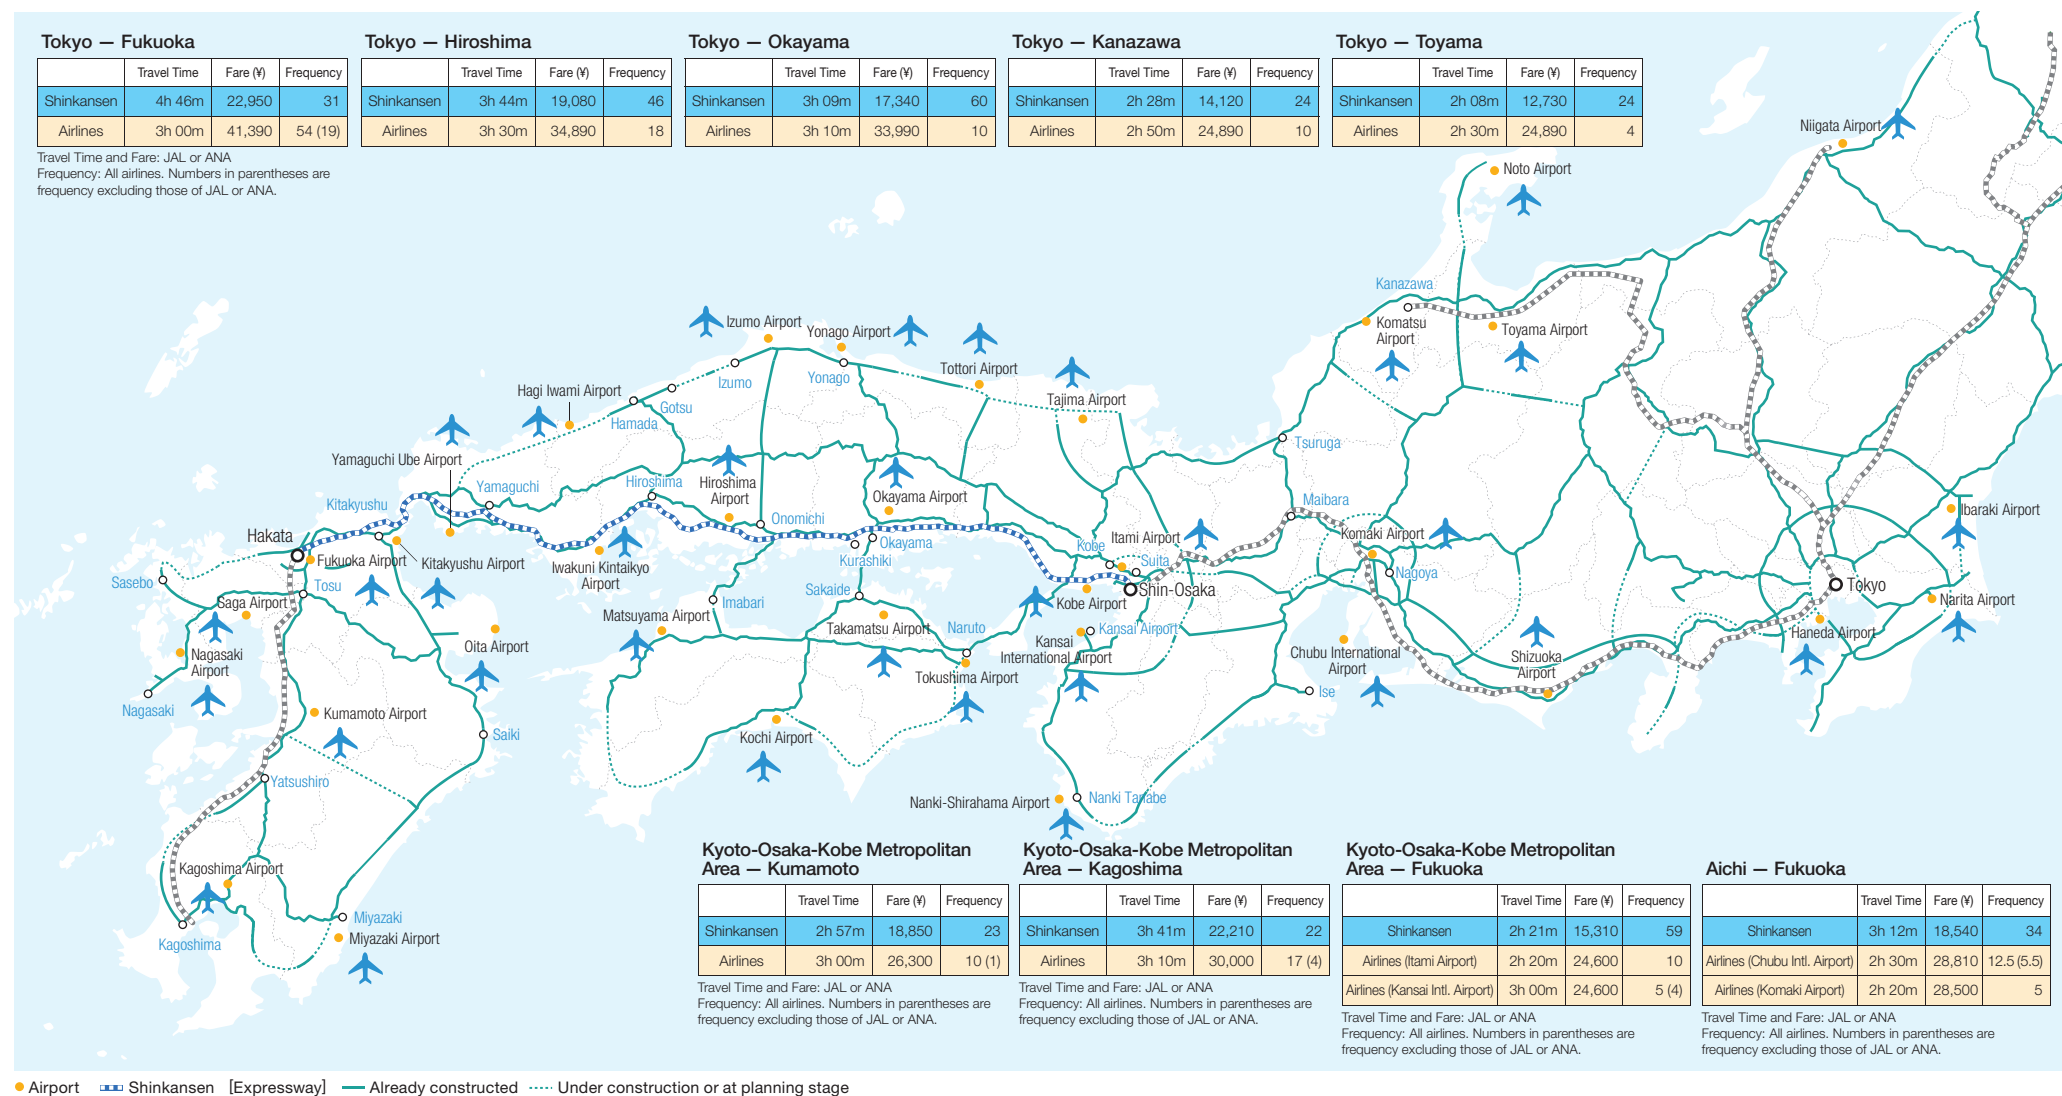 Tokyo — Fukuoka
Travel Time Fare (¥) Frequency
Shinkansen 4h 46m 22,950 31
Airlines 3h 00m 41,390 54 (19)
Travel Time and Fare: JAL or ANA
Frequency: All airlines. Numbers in parentheses are
frequency excluding those of JAL or ANA.
Tokyo — Hiroshima
Travel Time Fare (¥) Frequency
Shinkansen 3h 44m 19,080 46
Airlines 3h 30m 34,890 18
Tokyo — Okayama
Travel Time Fare (¥) Frequency
Shinkansen 3h 09m 17,340 60
Airlines 3h 10m 33,990 10
Tokyo — Kanazawa
Travel Time Fare (¥) Frequency
Shinkansen 2h 28m 14,120 24
Airlines 2h 50m 24,890 10
Tokyo — Toyama
Travel Time Fare (¥) Frequency
Shinkansen 2h 08m 12,730 24
Airlines 2h 30m 24,890 4
Niigata Airport
Noto Airport
Kanazawa
Komatsu
Airport
Toyama Airport
Izumo Airport
Yonago Airport
Tottori Airport
Tajima Airport
Izumo
Yonago
Hagi Iwami Airport
Gotsu
Hamada
Tsuruga
Yamaguchi Ube Airport
Yamaguchi
Hiroshima
Hiroshima
Airport
Okayama Airport
Maibara
Kitakyushu
Onomichi
Ibaraki Airport
Hakata
Okayama
Kurashiki
Kobe
Itami Airport
Suita
Komaki Airport
Fukuoka Airport
Kitakyushu Airport
Iwakuni Kintaikyo
Airport
Nagoya
Sasebo
Tosu
Sakaide
Shin-Osaka
Tokyo
Saga Airport
Imabari
Kobe Airport
Narita Airport
Matsuyama Airport
Takamatsu Airport
Naruto
Kansai
International Airport
Kansai Airport
Haneda Airport
Oita Airport
Nagasaki
Airport
Chubu International
Airport
Shizuoka
Airport
Tokushima Airport
Ise
Nagasaki
Kumamoto Airport
Saiki
Kochi Airport
Yatsushiro
Nanki-Shirahama Airport
Nanki Tanabe
Kagoshima Airport
Kagoshima
Miyazaki
Miyazaki Airport
Kyoto-Osaka-Kobe Metropolitan
Area — Kumamoto
Travel Time Fare (¥) Frequency
Shinkansen 2h 57m 18,850 23
Airlines 3h 00m 26,300 10 (1)
Travel Time and Fare: JAL or ANA
Frequency: All airlines. Numbers in parentheses are
frequency excluding those of JAL or ANA.
Kyoto-Osaka-Kobe Metropolitan
Area — Kagoshima
Travel Time Fare (¥) Frequency
Shinkansen 3h 41m 22,210 22
Airlines 3h 10m 30,000 17 (4)
Travel Time and Fare: JAL or ANA
Frequency: All airlines. Numbers in parentheses are
frequency excluding those of JAL or ANA.
Kyoto-Osaka-Kobe Metropolitan
Area — Fukuoka
Travel Time Fare (¥) Frequency
Shinkansen 2h 21m 15,310 59
Airlines (Itami Airport) 2h 20m 24,600 10
Airlines (Kansai Intl. Airport) 3h 00m 24,600 5 (4)
Travel Time and Fare: JAL or ANA
Frequency: All airlines. Numbers in parentheses are
frequency excluding those of JAL or ANA.
Aichi — Fukuoka
Travel Time Fare (¥) Frequency
Shinkansen 3h 12m 18,540 34
Airlines (Chubu Intl. Airport) 2h 30m 28,810 12.5 (5.5)
Airlines (Komaki Airport) 2h 20m 28,500 5
Travel Time and Fare: JAL or ANA
Frequency: All airlines. Numbers in parentheses are
frequency excluding those of JAL or ANA.
Airport Shinkansen [Expressway] Already constructed Under construction or at planning stage